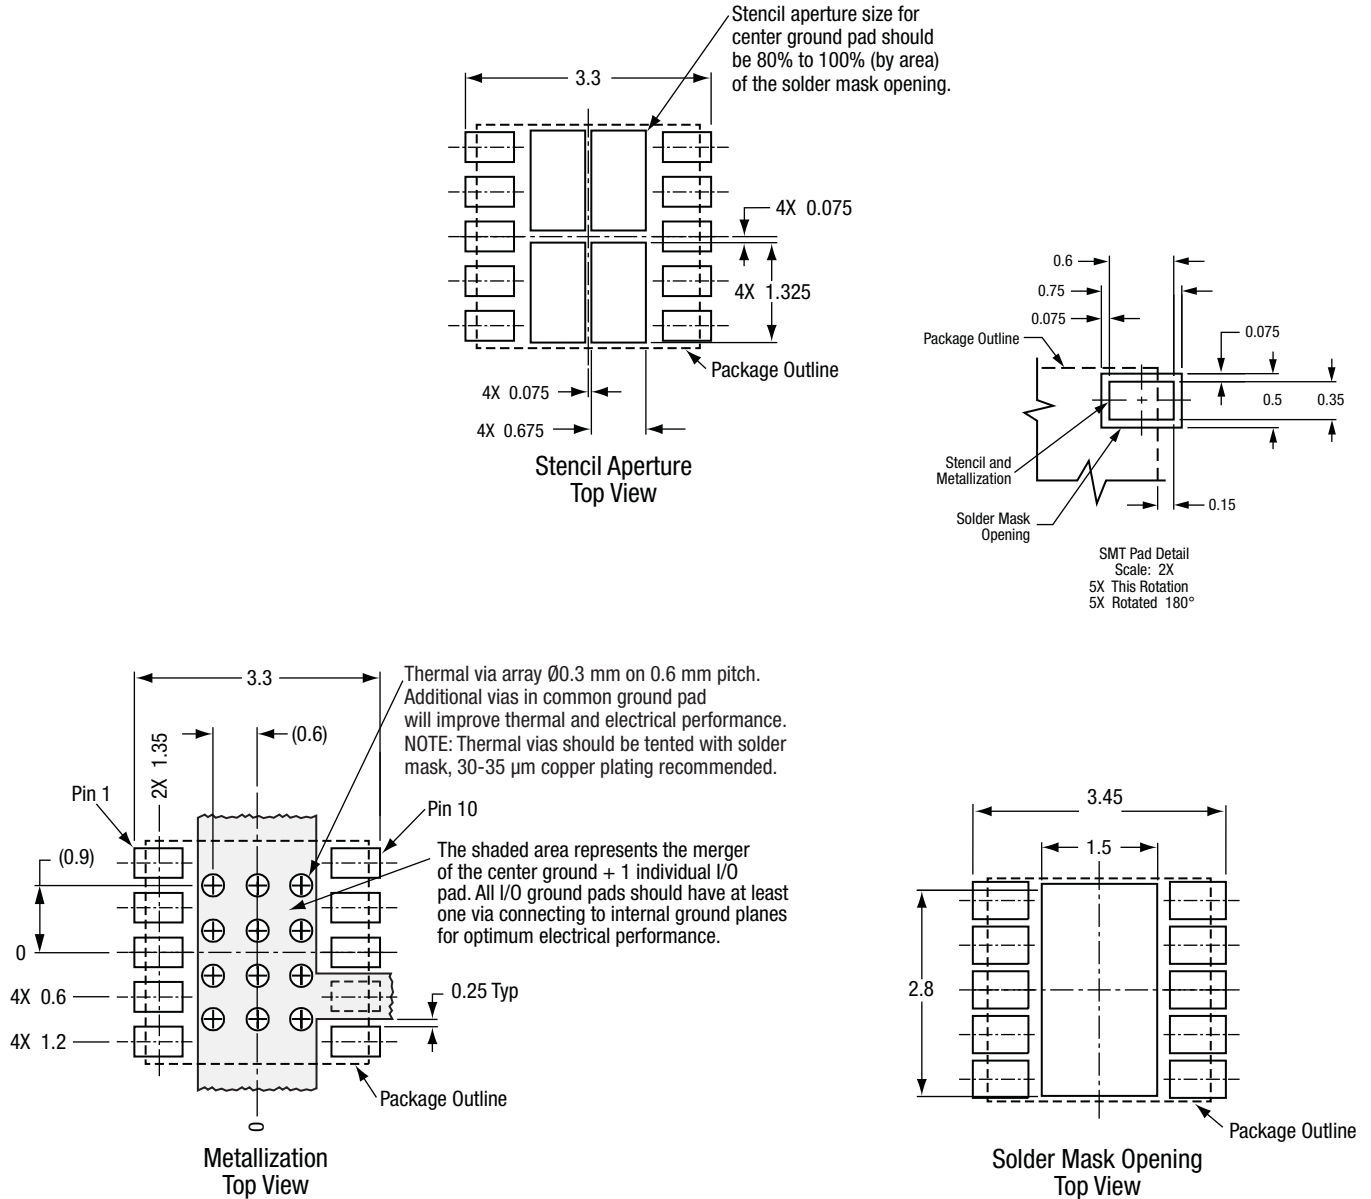 Stencil aperture size for
center ground pad should
be 80% to 100% (by area)
of the solder mask opening.
3.3
4X 0.075
4X 1.325
Package Outline
4X 0.075
4X 0.675
Stencil Aperture
Top View
0.6
0.75
0.075
0.075
Package Outline
0.5
0.35
Stencil and
Metallization
0.15
Solder Mask
Opening
SMT Pad Detail
Scale: 2X
5X This Rotation
5X Rotated 180°
3.3
Thermal via array Ø0.3 mm on 0.6 mm pitch.
Additional vias in common ground pad
will improve thermal and electrical performance.
NOTE: Thermal vias should be tented with solder
mask, 30-35 µm copper plating recommended.
(0.6)
2X 1.35
Pin 1
Pin 10
(0.9)
The shaded area represents the merger
of the center ground + 1 individual I/O
pad. All I/O ground pads should have at least
one via connecting to internal ground planes
for optimum electrical performance.
0
4X 0.6
0.25 Typ
4X 1.2
Package Outline
0
Metallization
Top View
3.45
1.5
2.8
Package Outline
Solder Mask Opening
Top View